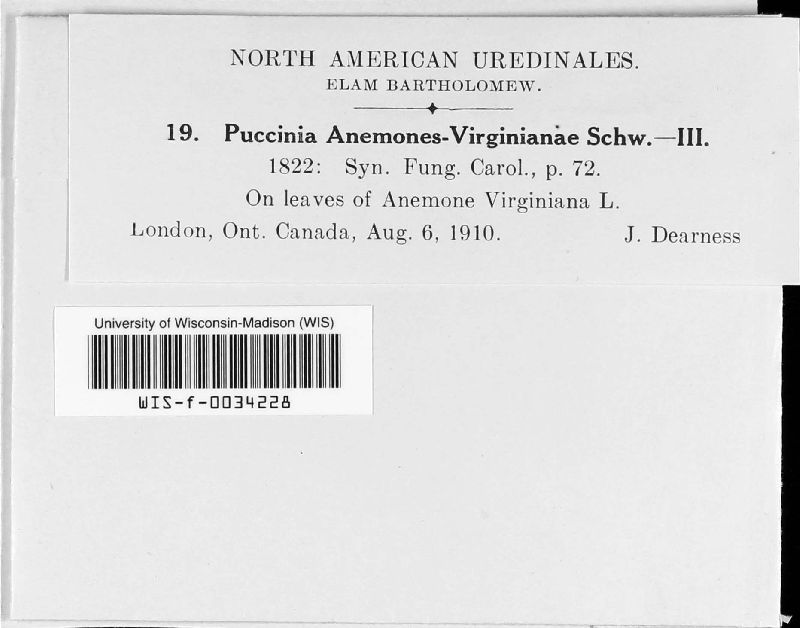 NORTH AMERICAN UREDINALES.
ELAM BARTHOLOMEW.
19. Puccinia Anemones-Virginianae Schw.—III.
1822: Syn. Fung. Carol., p. 72.
On leaves of Anemone Virginiana L.
London, Ont. Canada, Aug. 6, 1910. J. Dearness
University of Wisconsin-Madison (WIS)
WIS-f-0034228